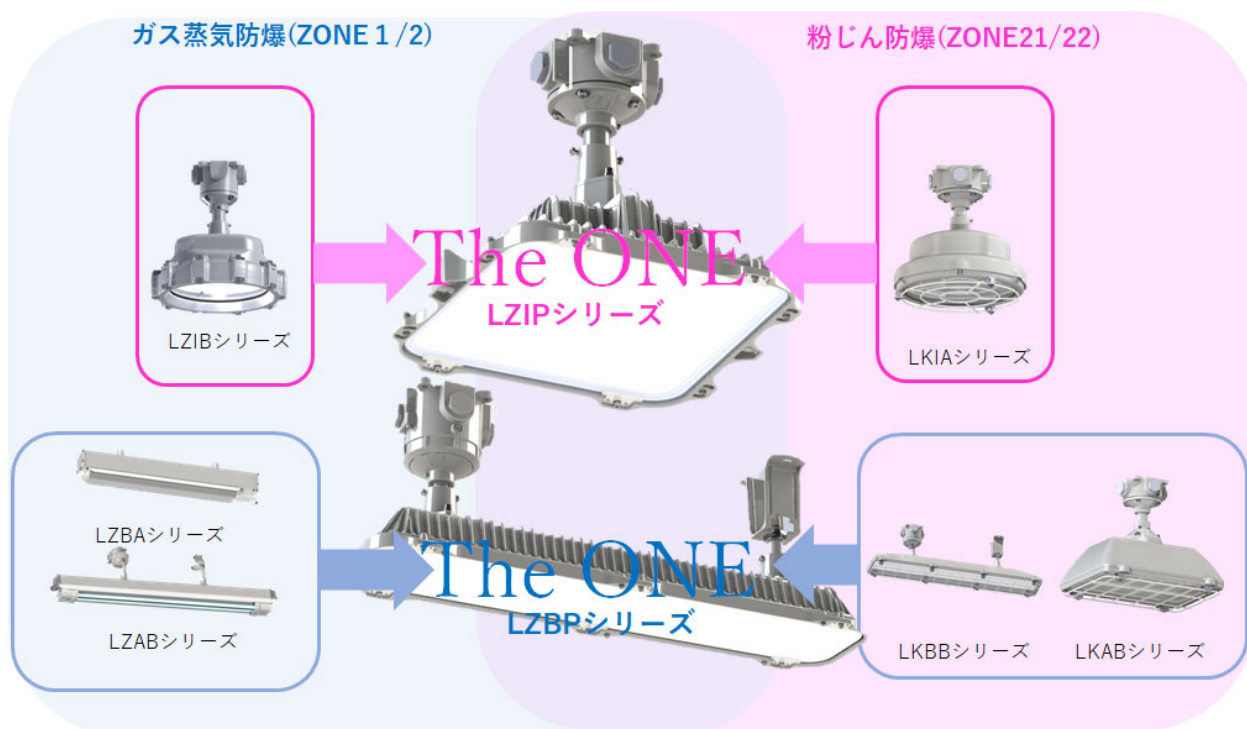 ガス蒸気防爆(ZONE 1/2)
粉じん防爆(ZONE21/22)
The ONE
LZIPシリーズ
LZIBシリーズ
LKIAシリーズ
LZBAシリーズ
The ONE
LZBPシリーズ
LZABシリーズ
LKBBシリーズ
LKABシリーズ